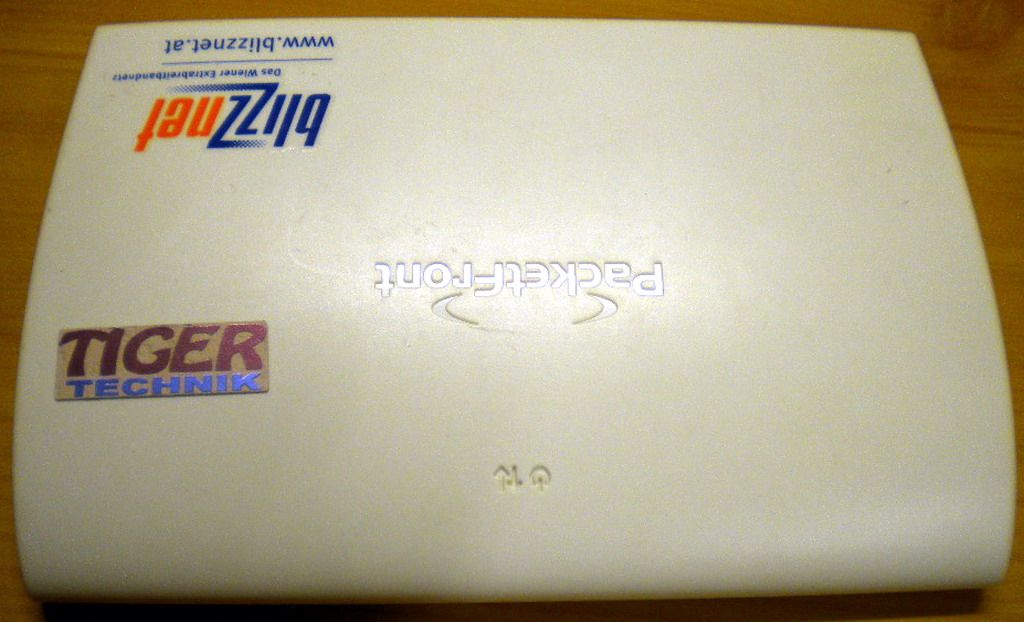 www.blizznet.at
Das Wiener Extrabreitbandnetz
blizznet
PacketFront
TIGER
TECHNIK